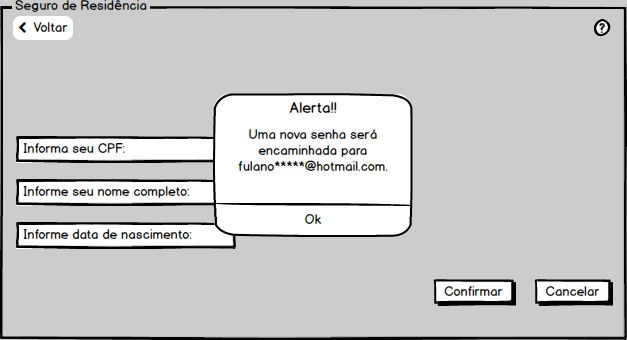 Seguro de Residência
Voltar
?
Alerta!!
Uma nova senha será
encaminhada para
fulano*****@hotmail.com.
Ok
Informa seu CPF:
Informe seu nome completo:
Informe data de nascimento:
Confirmar
Cancelar